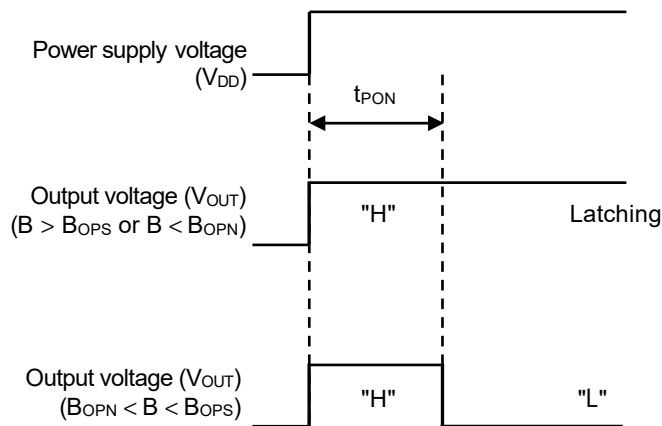 Power supply voltage
(VDD)
tPON
Output voltage (VOUT)
(B > BOPS or B < BOPN)
"H"
Latching
Output voltage (VOUT)
(BOPN < B < BOPS)
"H"
"L"